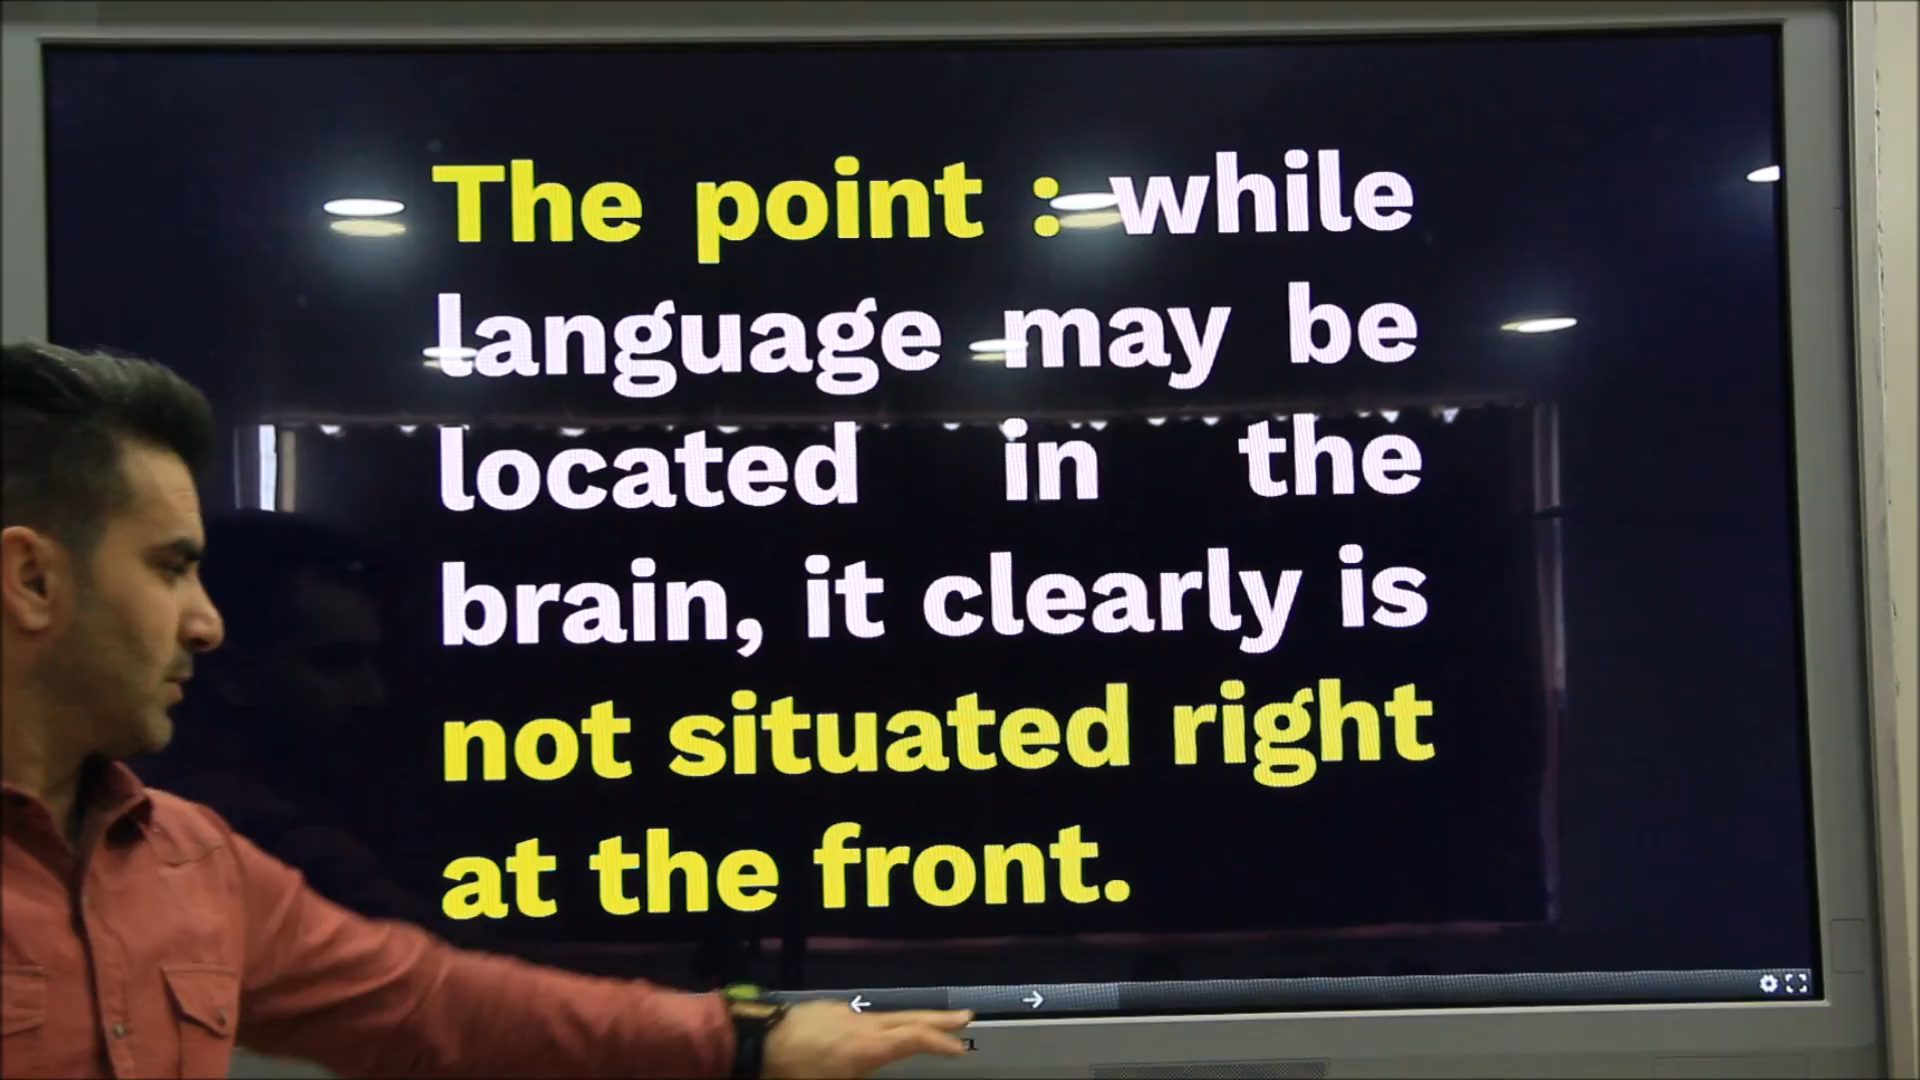 The point : while
language may be
located in the
brain, it clearly is
not situated right
at the front.